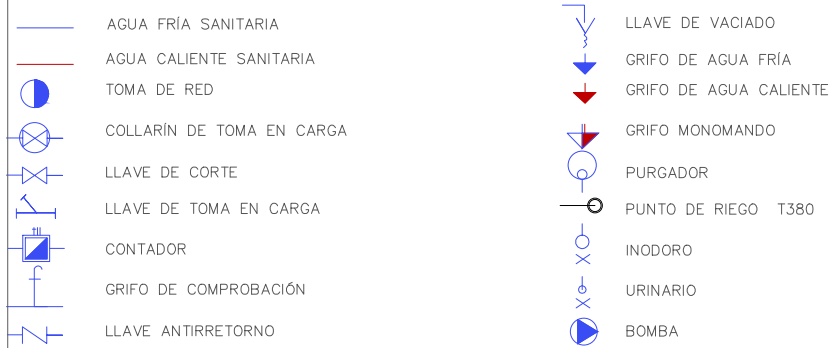 AGUA FRÍA SANITARIA
AGUA CALIENTE SANITARIA
TOMA DE RED
COLLARÍN DE TOMA EN CARGA
LLAVE DE CORTE
LLAVE DE TOMA EN CARGA
CONTADOR
GRIFO DE COMPROBACIÓN
LLAVE ANTIRRETORNO
LLAVE DE VACIADO
GRIFO DE AGUA FRÍA
GRIFO DE AGUA CALIENTE
GRIFO MONOMANDO
PURGADOR
PUNTO DE RIEGO T380
INODORO
URINARIO
BOMBA